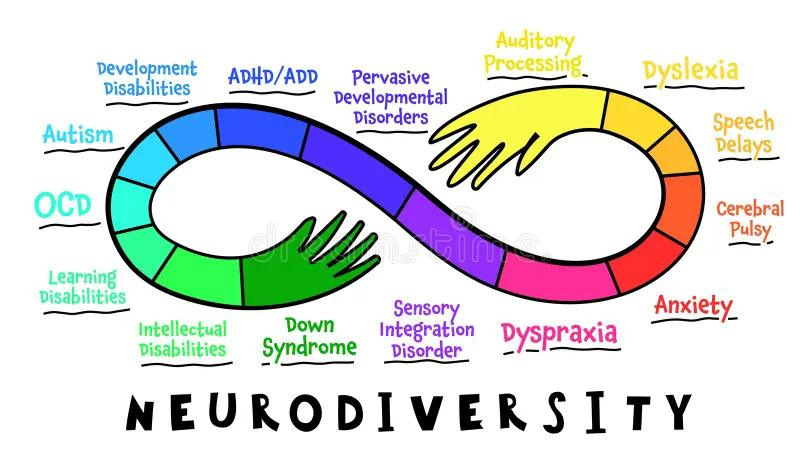 Auditory
Processing
Development
Disabilities
ADHD/ADD
Pervasive
Developmental
Disorders
Dyslexia
Autism
Speech
Delays
OCD
Cerebral
Pulsy
Learning
Disabilities
Anxiety
Intellectual
Disabilities
Down
Syndrome
Sensory
Integration
Disorder
Dyspraxia
dreamstime
NEURODIVERSITY